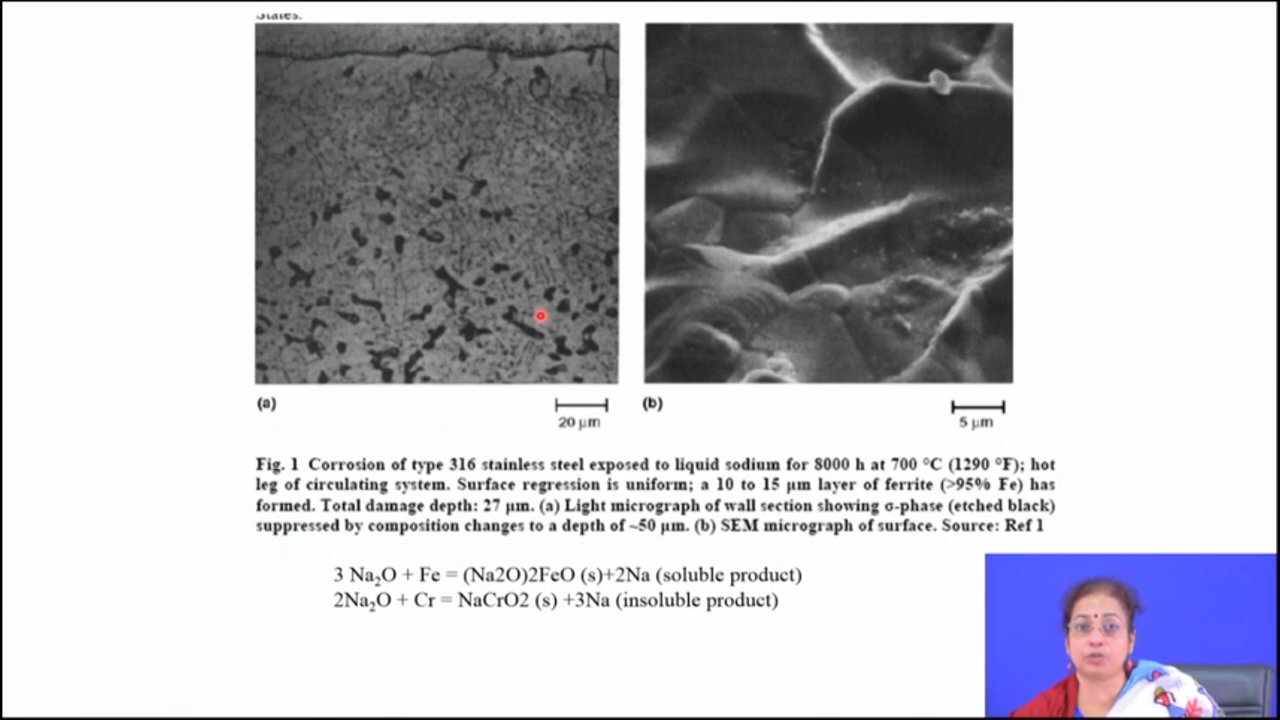 States.
(a)
20 µm
(b)
5 µm
Fig. 1 Corrosion of type 316 stainless steel exposed to liquid sodium for 8000 h at 700 °C (1290 °F); hot
leg of circulating system. Surface regression is uniform; a 10 to 15 µm layer of ferrite (>95% Fe) has
formed. Total damage depth: 27 µm. (a) Light micrograph of wall section showing σ-phase (etched black)
suppressed by composition changes to a depth of ~50 µm. (b) SEM micrograph of surface. Source: Ref 1
3 Na₂O + Fe = (Na2O)2FeO (s)+2Na (soluble product)
2Na₂O + Cr = NaCrO2 (s) +3Na (insoluble product)